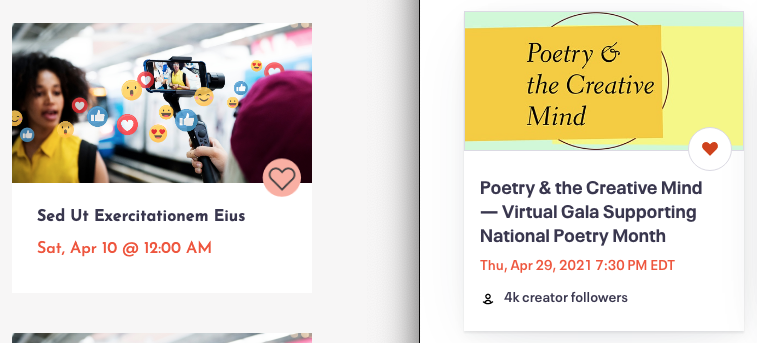 Sed Ut Exercitationem Eius
Sat, Apr 10 @ 12:00 AM
Poetry &
the Creative
Mind
Poetry & the Creative Mind
— Virtual Gala Supporting
National Poetry Month
Thu, Apr 29, 2021 7:30 PM EDT
4k creator followers